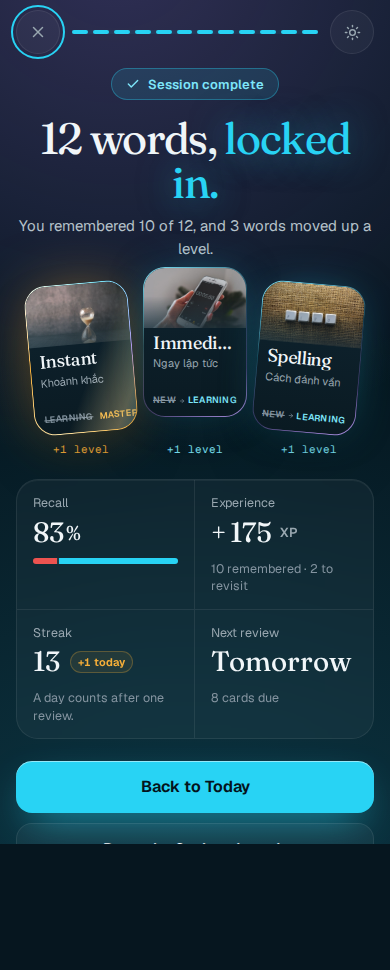 Session complete
12 words, locked
in.
You remembered 10 of 12, and 3 words moved up a
level.
Instant
Khoảnh khắc
LEARNING MASTER
+1 level
Immedi...
Ngay lập tức
NEW → LEARNING
+1 level
Spelling
Cách đánh vần
NEW → LEARNING
+1 level
Recall
83%
Experience
+175 XP
10 remembered · 2 to
revisit
Streak
13 +1 today
A day counts after one
review.
Next review
Tomorrow
8 cards due
Back to Today